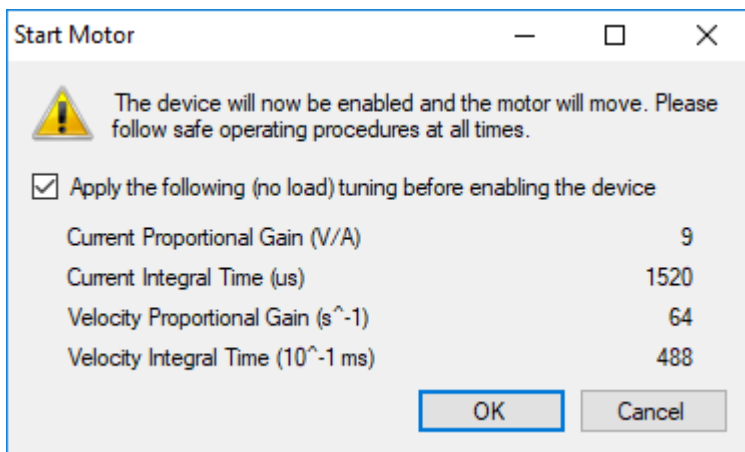 Start Motor
The device will now be enabled and the motor will move. Please
follow safe operating procedures at all times.
Apply the following (no load) tuning before enabling the device
Current Proportional Gain (V/A) 9
Current Integral Time (us) 1520
Velocity Proportional Gain (s^-1) 64
Velocity Integral Time (10^-1 ms) 488
OK Cancel